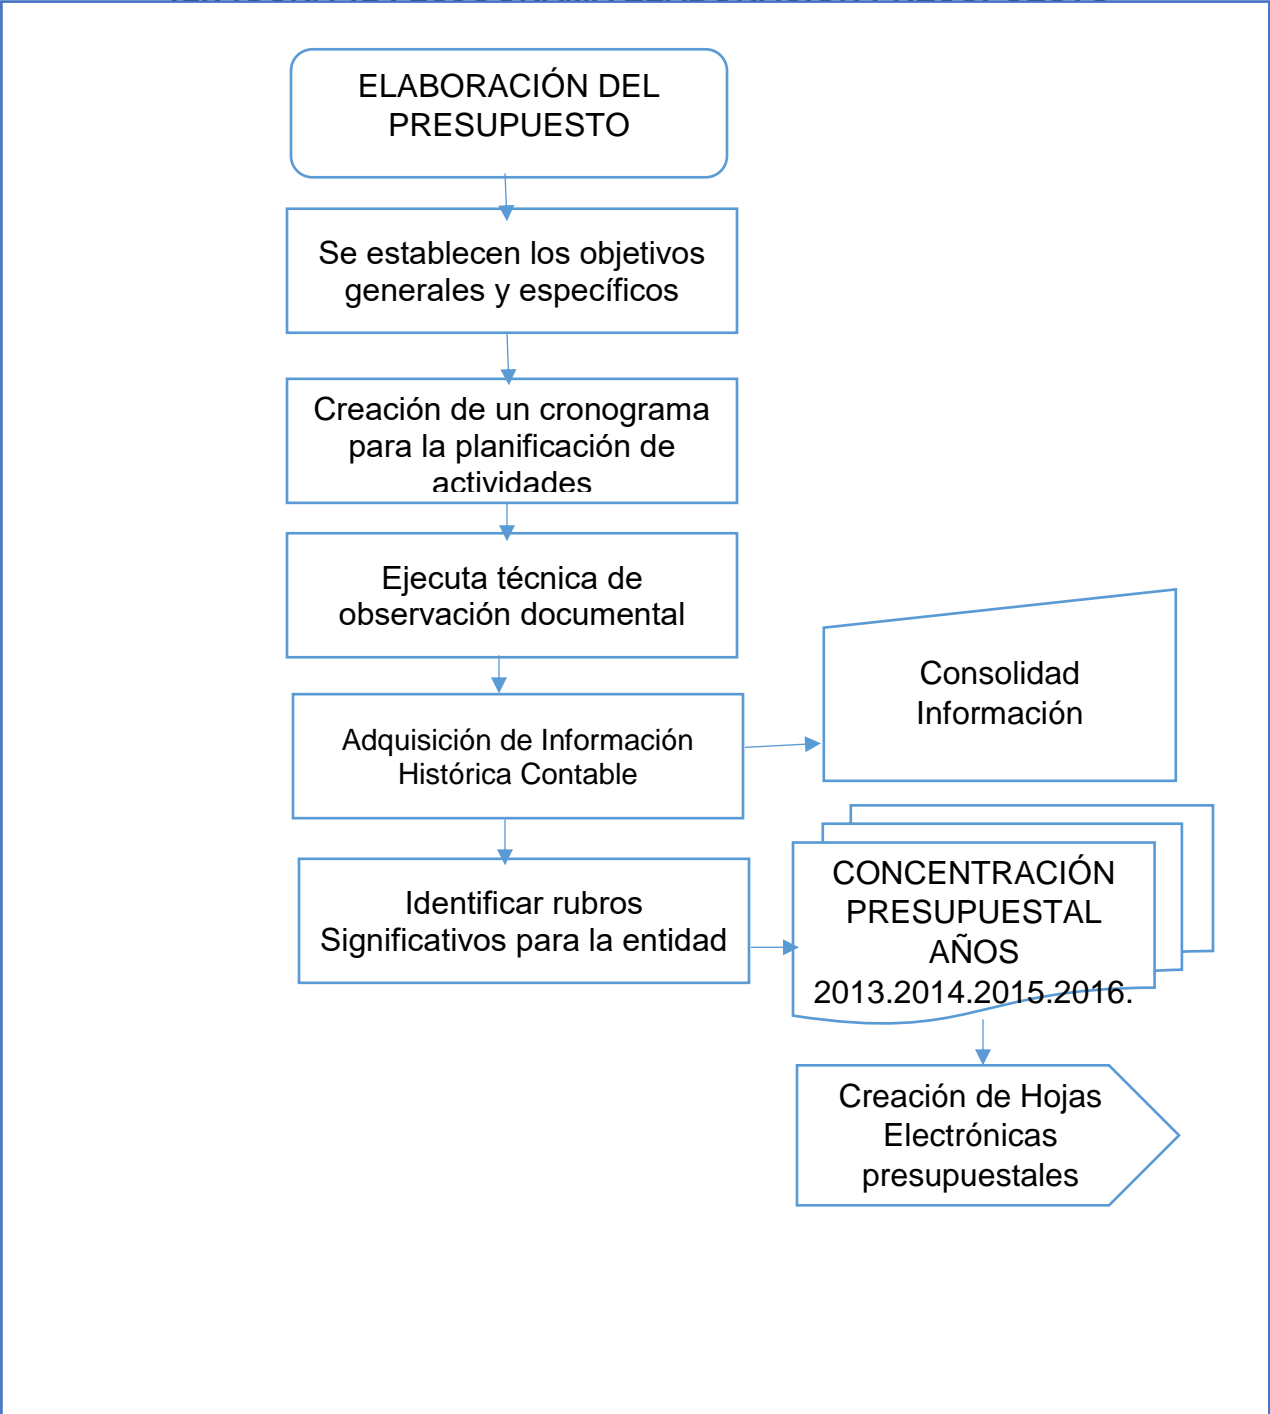 ELABORACIÓN DEL
PRESUPUESTO
Se establecen los objetivos
generales y específicos
Creación de un cronograma
para la planificación de
actividades
Ejecuta técnica de
observación documental
Adquisición de Información
Histórica Contable
Consolidad
Información
Identificar rubros
Significativos para la entidad
CONCENTRACIÓN
PRESUPUESTAL
AÑOS
2013.2014.2015.2016.
Creación de Hojas
Electrónicas
presupuestales